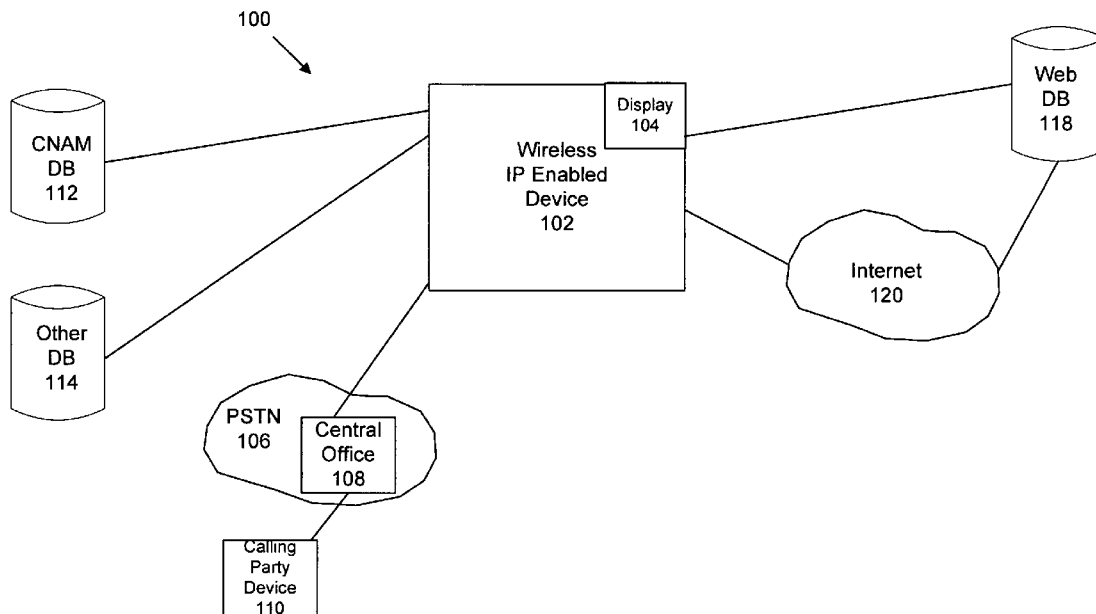 100
CNAM
DB
112
Other
DB
114
Wireless
IP Enabled
Device
102
Display
104
Web
DB
118
Internet
120
PSTN
106
Central
Office
108
Calling
Party
Device
110